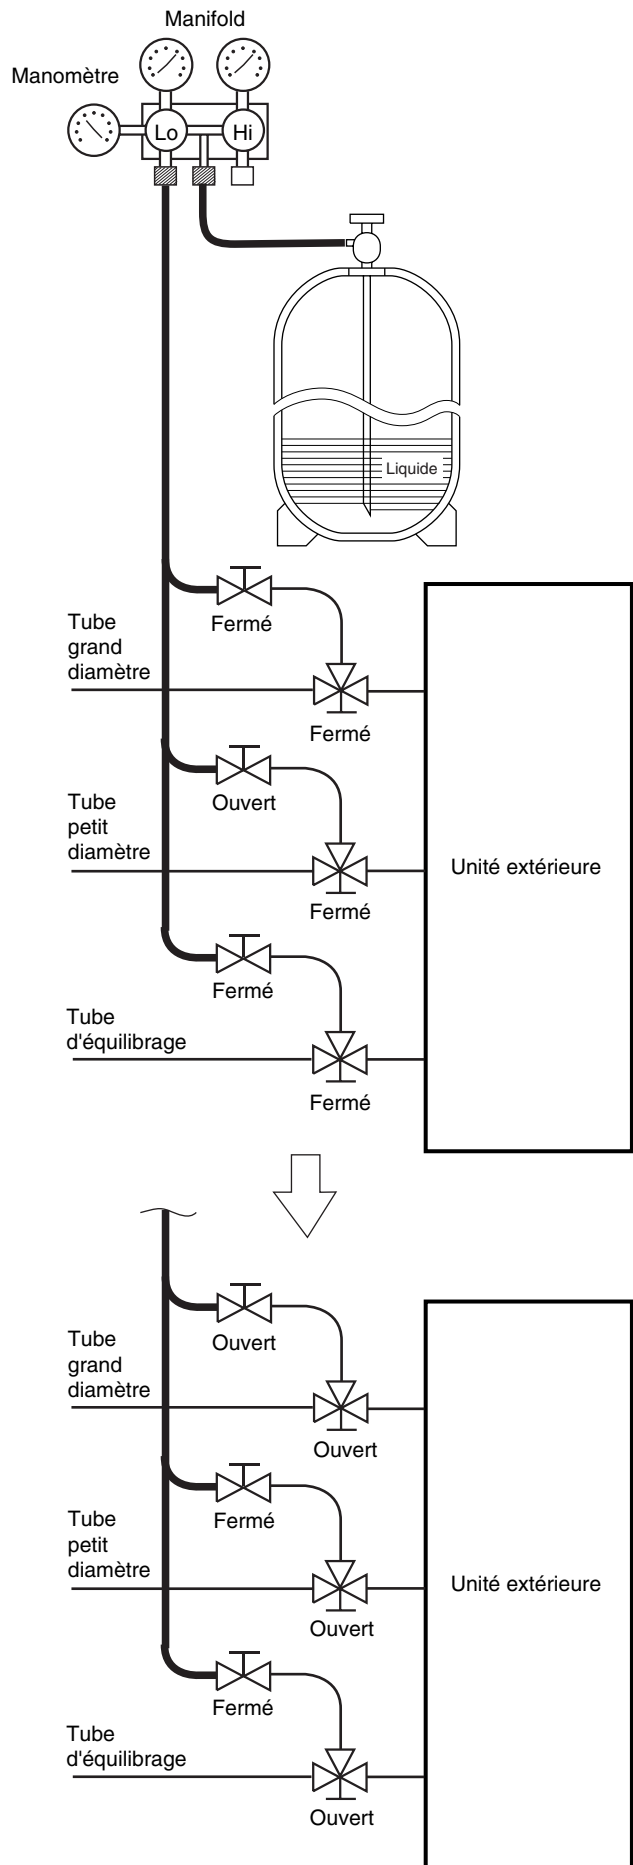 Manifold
Manomètre
Lo
Hi
Liquide
Fermé
Tube
grand
diamètre
Fermé
Ouvert
Tube
petit
diamètre
Fermé
Unité extérieure
Fermé
Tube
d'équilibrage
Fermé
Ouvert
Tube
grand
diamètre
Ouvert
Fermé
Tube
petit
diamètre
Ouvert
Unité extérieure
Fermé
Tube
d'équilibrage
Ouvert